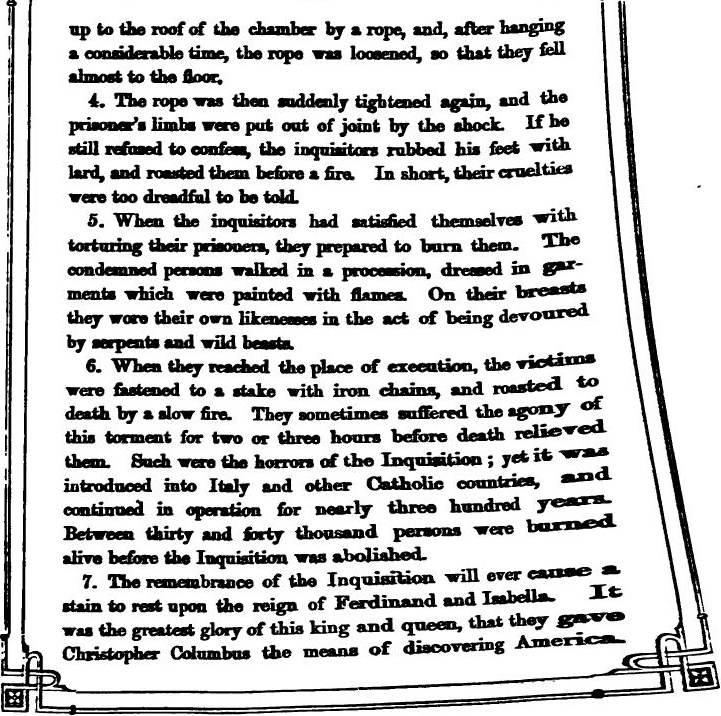 up to the roof of the chamber by a rope, and, after hanging
a considerable time, the rope was loosened, so that they fell
almost to the floor.
4. The rope was then suddenly tightened again, and the
prisoner's limbs were put out of joint by the shock. If he
still refused to confess, the inquisitors rubbed his feet with
lard, and roasted them before a fire. In short, their cruelties
were too dreadful to be told.
5. When the inquisitors had satisfied themselves with
torturing their prisoners, they prepared to burn them. The
condemned persons walked in a procession, dressed in gar-
ments which were painted with flames. On their breasts
they wore their own likenesses in the act of being devoured
by serpents and wild beasts.
6. When they reached the place of execution, the victims
were fastened to a stake with iron chains, and roasted to
death by a slow fire. They sometimes suffered the agony of
this torment for two or three hours before death relieved
them. Such were the horrors of the Inquisition; yet it was
introduced into Italy and other Catholic countries, and
continued in operation for nearly three hundred years.
Between thirty and forty thousand persons were burned
alive before the Inquisition was abolished.
7. The remembrance of the Inquisition will ever cause a
stain to rest upon the reign of Ferdinand and Isabella. It
was the greatest glory of this king and queen, that they gave
Christopher Columbus the means of discovering America.